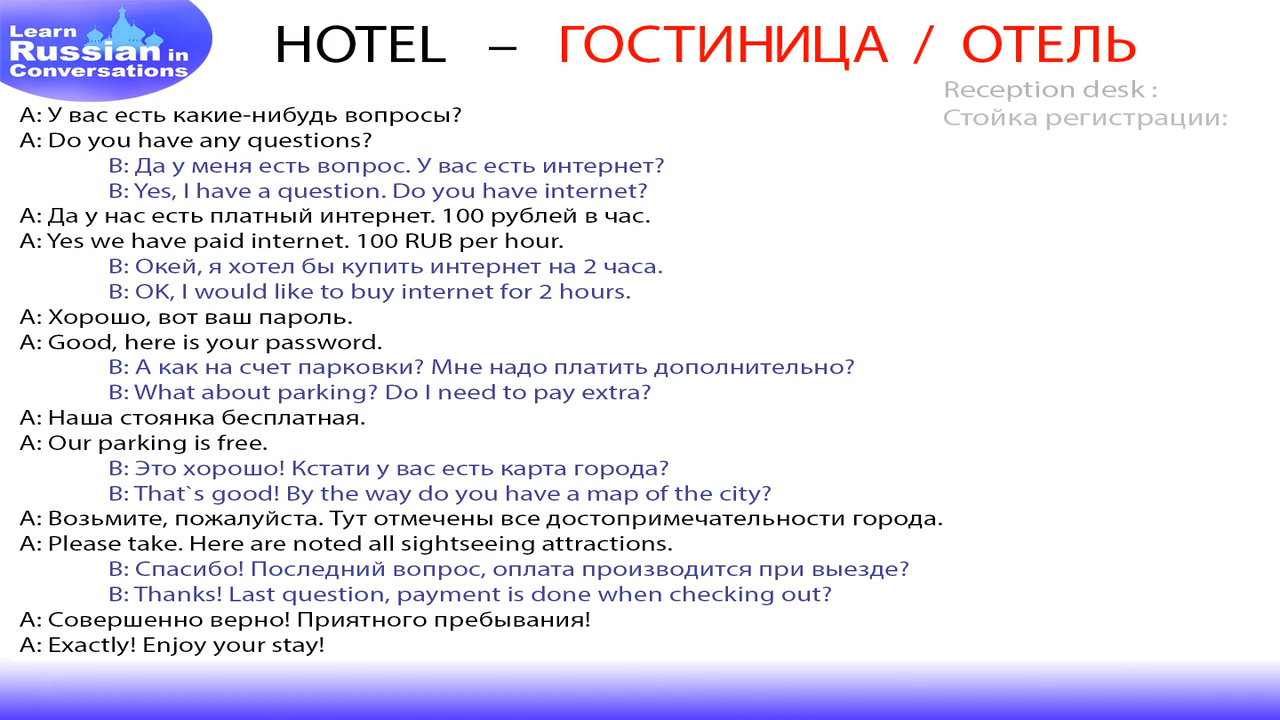 Learn
Russian in
Conversations
HOTEL – ГОСТИНИЦА / ОТЕЛЬ
Reception desk :
Стойка регистрации:
A: У вас есть какие-нибудь вопросы?
A: Do you have any questions?
B: Да у меня есть вопрос. У вас есть интернет?
B: Yes, I have a question. Do you have internet?
A: Да у нас есть платный интернет. 100 рублей в час.
A: Yes we have paid internet. 100 RUB per hour.
B: Окей, я хотел бы купить интернет на 2 часа.
B: OK, I would like to buy internet for 2 hours.
A: Хорошо, вот ваш пароль.
A: Good, here is your password.
B: А как на счет парковки? Мне надо платить дополнительно?
B: What about parking? Do I need to pay extra?
A: Наша стоянка бесплатная.
A: Our parking is free.
B: Это хорошо! Кстати у вас есть карта города?
B: That`s good! By the way do you have a map of the city?
A: Возьмите, пожалуйста. Тут отмечены все достопримечательности города.
A: Please take. Here are noted all sightseeing attractions.
B: Спасибо! Последний вопрос, оплата производится при выезде?
B: Thanks! Last question, payment is done when checking out?
A: Совершенно верно! Приятного пребывания!
A: Exactly! Enjoy your stay!